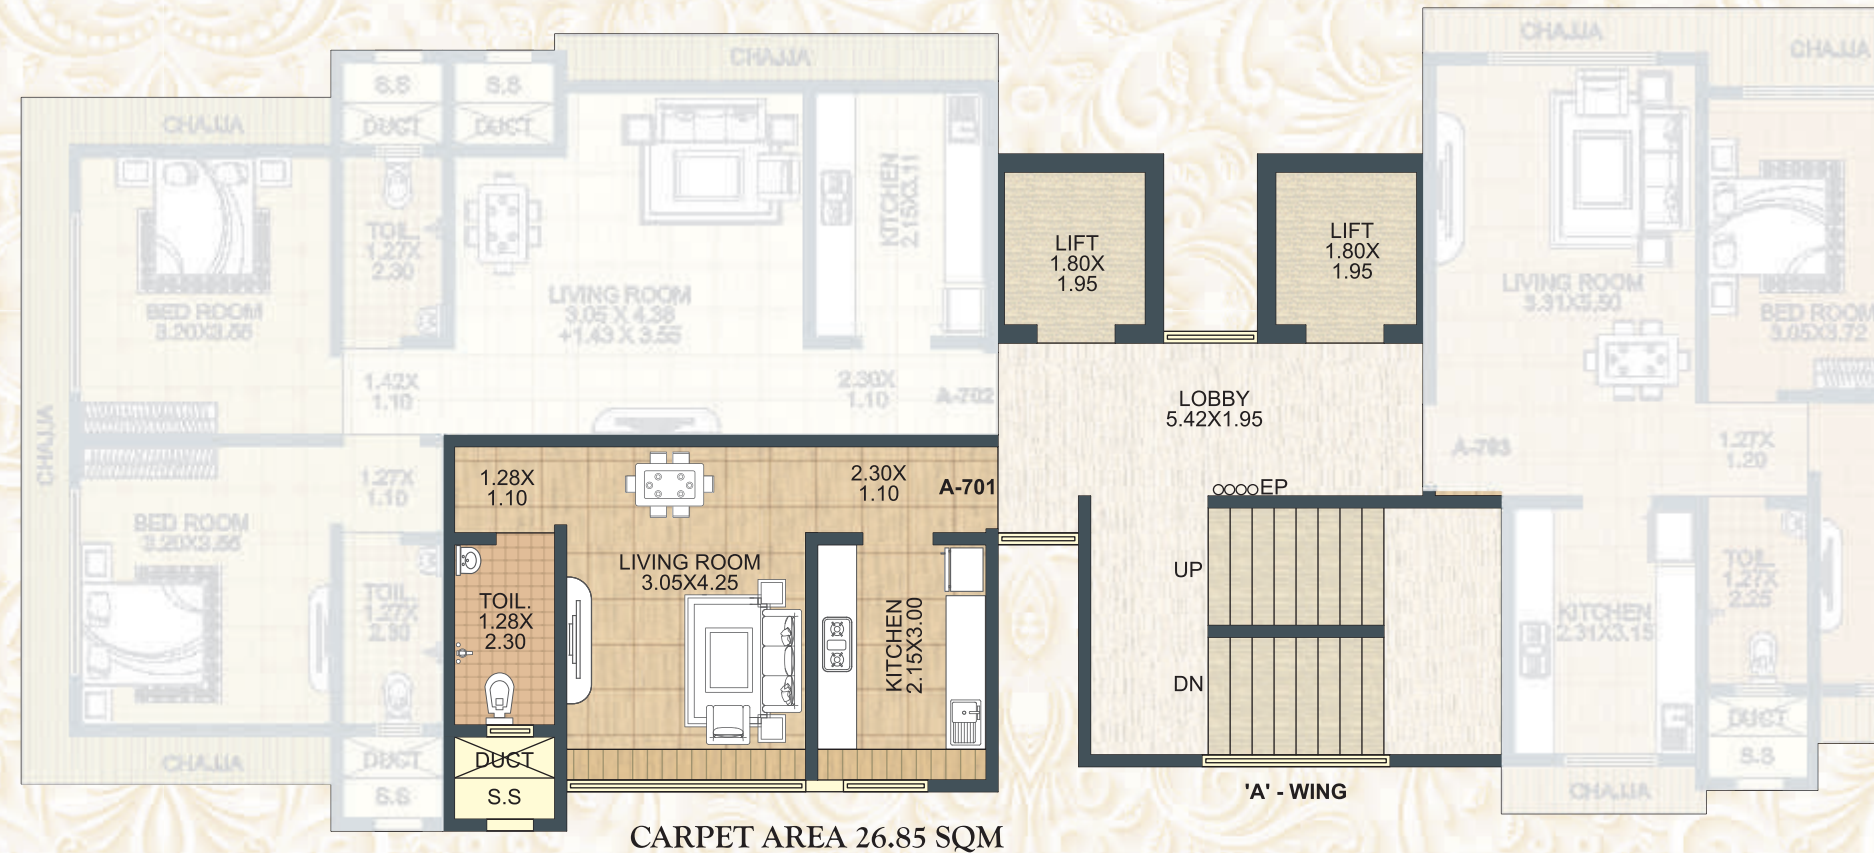 CHAJJA
S.S
DUCT
S.S
DUCT
CHAJJA
CHAJJA
BED ROOM
3.20X3.55
TOIL.
1.27X
2.30
LIVING ROOM
3.05 X 4.38
+1.43 X 3.55
KITCHEN
2.15X3.11
1.42X
1.10
2.30X
1.10
A-702
CHAJJA
BED ROOM
3.20X3.55
1.27X
1.10
TOIL.
1.27X
2.30
CHAJJA
DUCT
S.S
1.28X
1.10
2.30X
1.10
A-701
LIVING ROOM
3.05X4.25
TOIL.
1.28X
2.30
KITCHEN
2.15X3.00
DUCT
S.S
CARPET AREA 26.85 SQM
LIFT
1.80X
1.95
LIFT
1.80X
1.95
LOBBY
5.42X1.95
EP
UP
DN
'A' - WING
CHAJJA
CHAJJA
LIVING ROOM
3.31X5.50
BED ROOM
3.05X3.72
A-703
1.27X
1.20
KITCHEN
2.31X3.15
TOIL.
1.27X
2.25
DUCT
S.S
CHAJJA